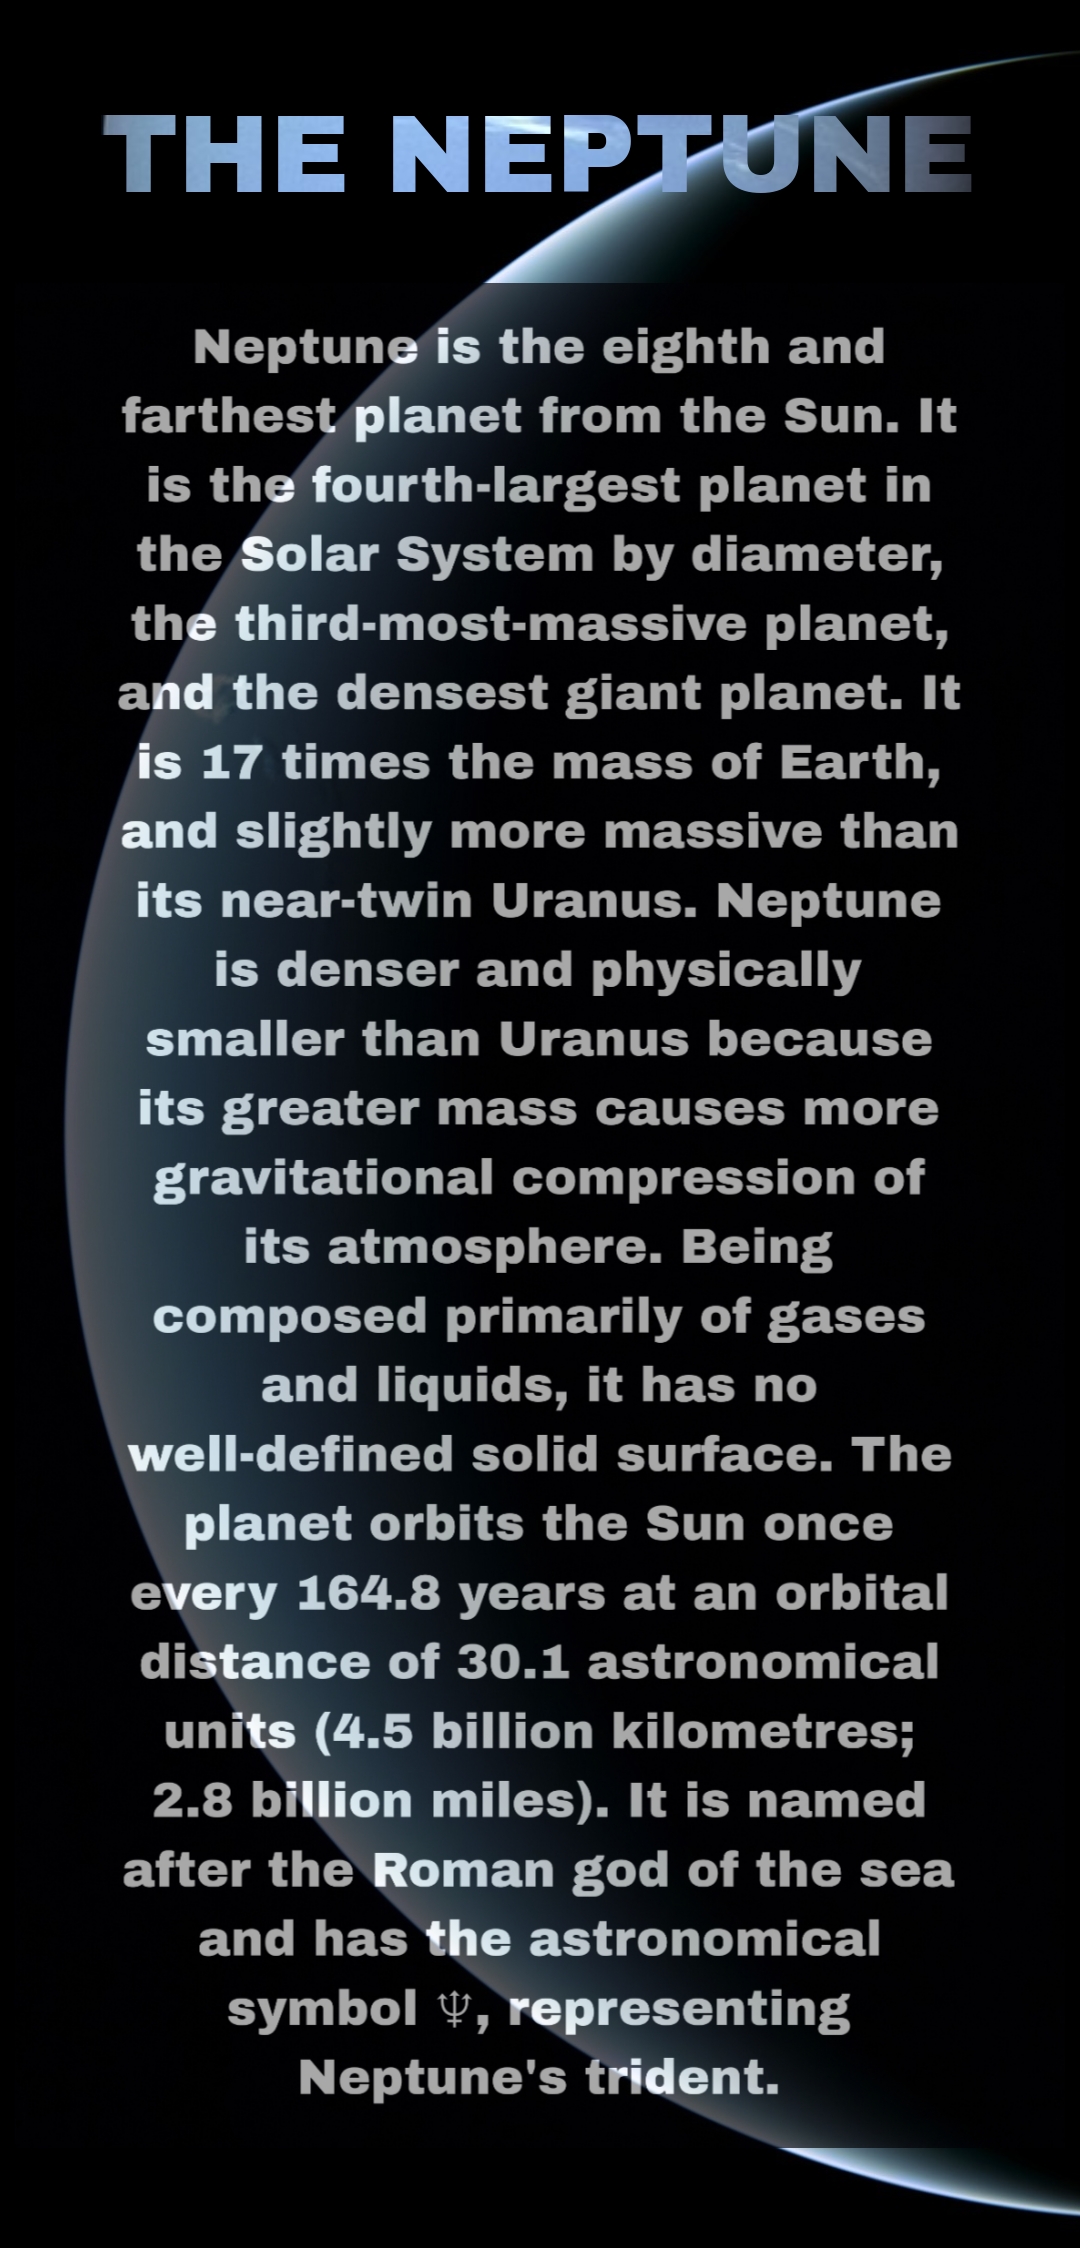 THE NEPTUNE
Neptune is the eighth and
farthest planet from the Sun. It
is the fourth-largest planet in
the Solar System by diameter,
the third-most-massive planet,
and the densest giant planet. It
is 17 times the mass of Earth,
and slightly more massive than
its near-twin Uranus. Neptune
is denser and physically
smaller than Uranus because
its greater mass causes more
gravitational compression of
its atmosphere. Being
composed primarily of gases
and liquids, it has no
well-defined solid surface. The
planet orbits the Sun once
every 164.8 years at an orbital
distance of 30.1 astronomical
units (4.5 billion kilometres;
2.8 billion miles). It is named
after the Roman god of the sea
and has the astronomical
symbol ♆, representing
Neptune's trident.